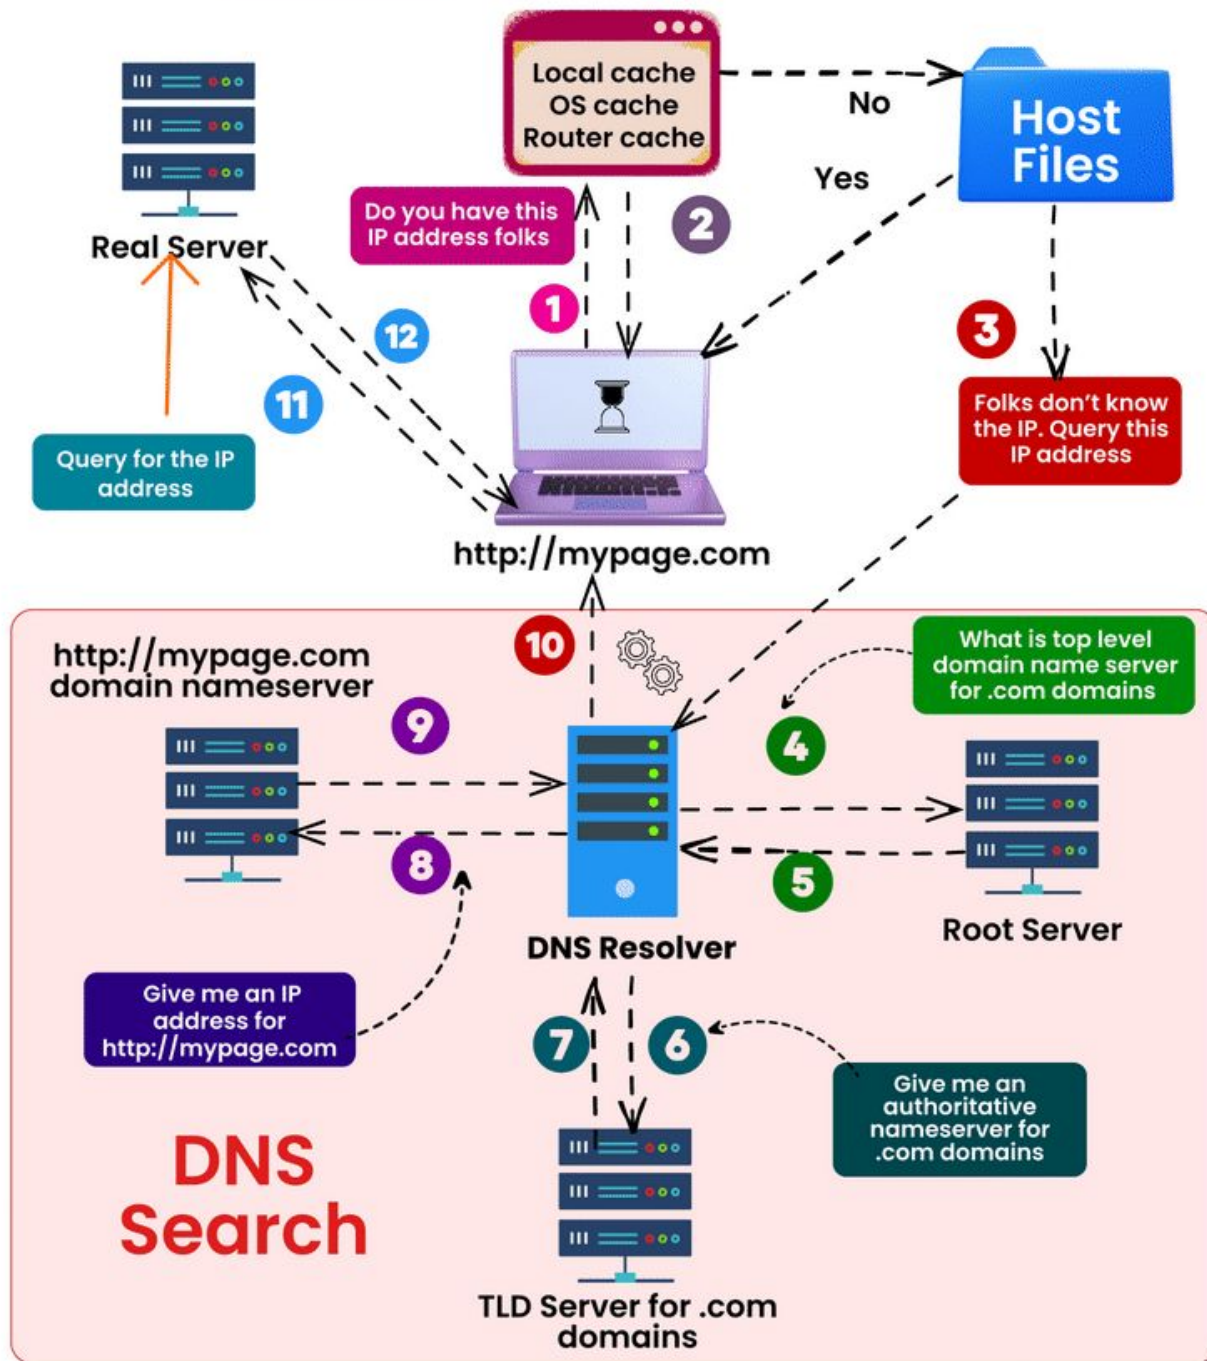 Local cache
OS cache
Router cache
No
Host
Files
Yes
Do you have this
IP address folks
2
Real Server
1
3
12
11
Folks don’t know
the IP. Query this
IP address
Query for the IP
address
http://mypage.com
10
What is top level
domain name server
for .com domains
http://mypage.com
domain nameserver
9
4
8
5
Root Server
DNS Resolver
Give me an IP
address for
http://mypage.com
7
6
Give me an
authoritative
nameserver for
.com domains
DNS
Search
TLD Server for .com
domains